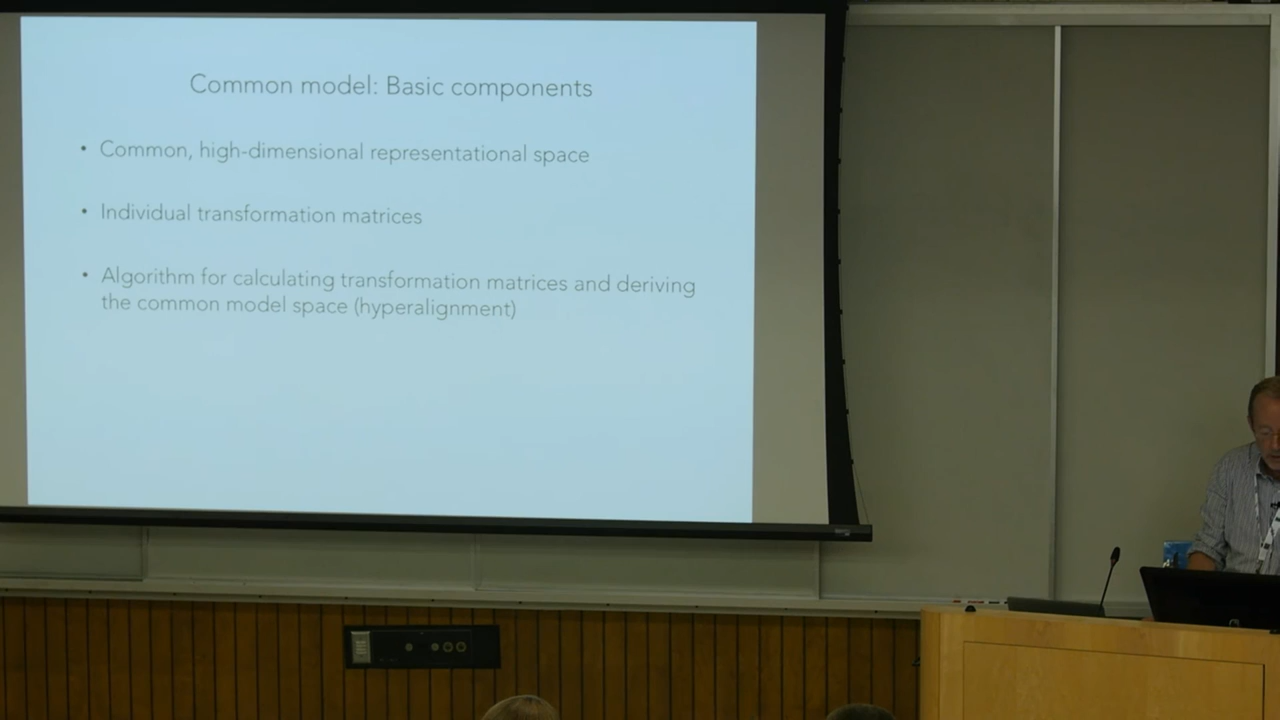 Common model: Basic components
• Common, high-dimensional representational space
• Individual transformation matrices
• Algorithm for calculating transformation matrices and deriving
the common model space (hyperalignment)